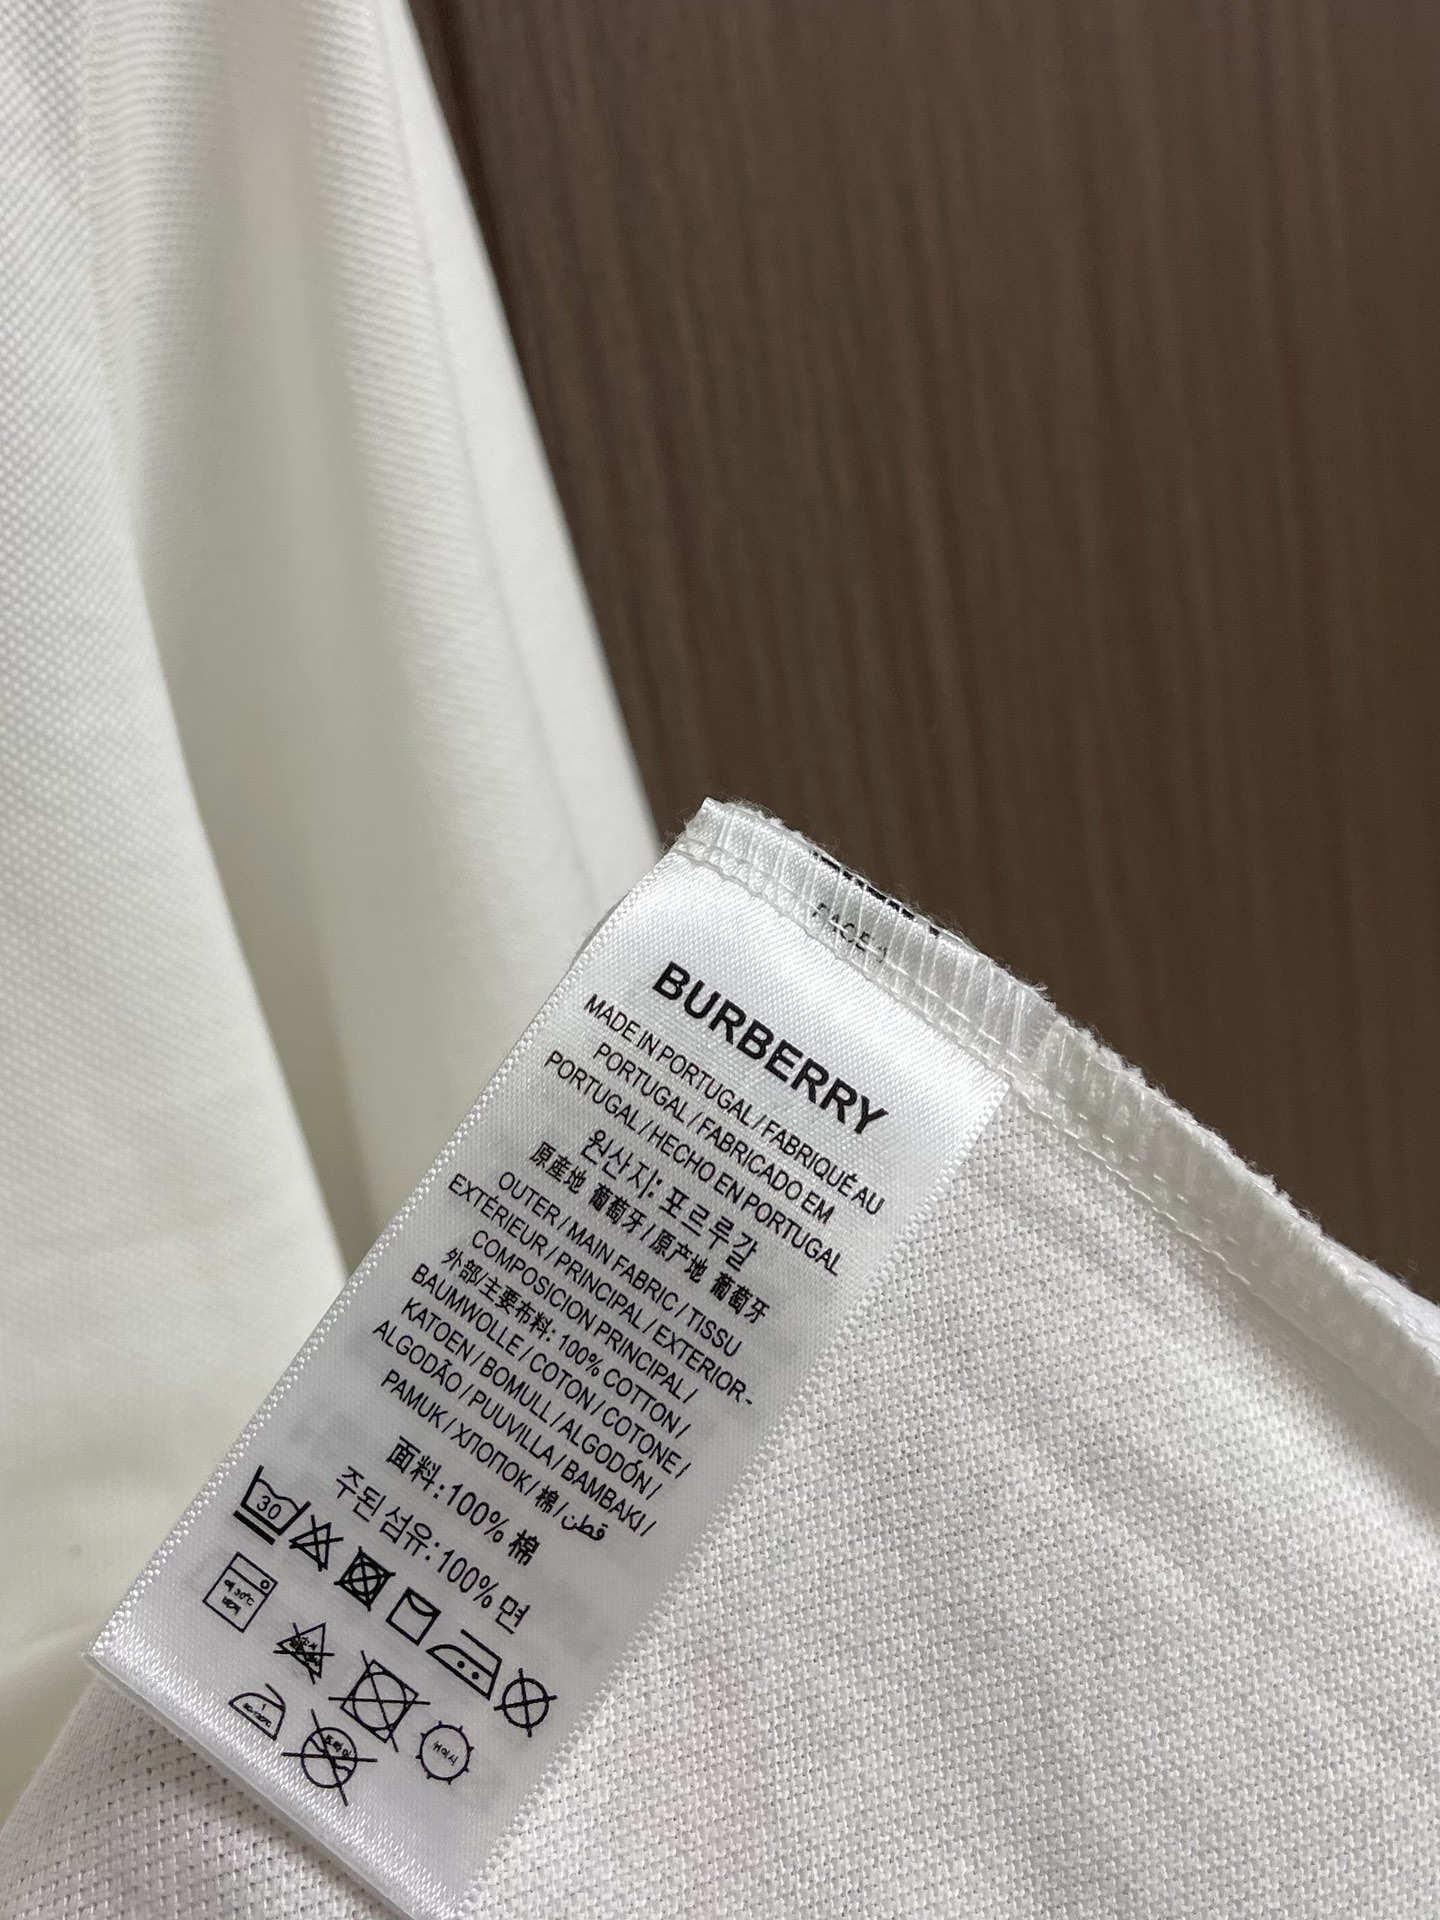 BURBERRY
MADE IN PORTUGAL / FABRIQUÉ AU
PORTUGAL / FABRICADO EM
PORTUGAL / HECHO EN PORTUGAL
원산지: 포르루갈
原産地 葡萄牙 / 原产地 葡萄牙
OUTER / MAIN FABRIC / TISSU
EXTÉRIEUR / PRINCIPAL / EXTERIOR-
COMPOSICION PRINCIPAL /
外部/主要布料: 100% COTTON /
BAUMWOLLE / COTON / COTONE /
KATOEN / BOMULL / ALGODÓN /
ALGODÃO / PUUVILLA / BAMBAKI /
PAMUK / ХЛОПОК / 棉 / قطن
面料:100% 棉
주된 섬유:100% 면
30